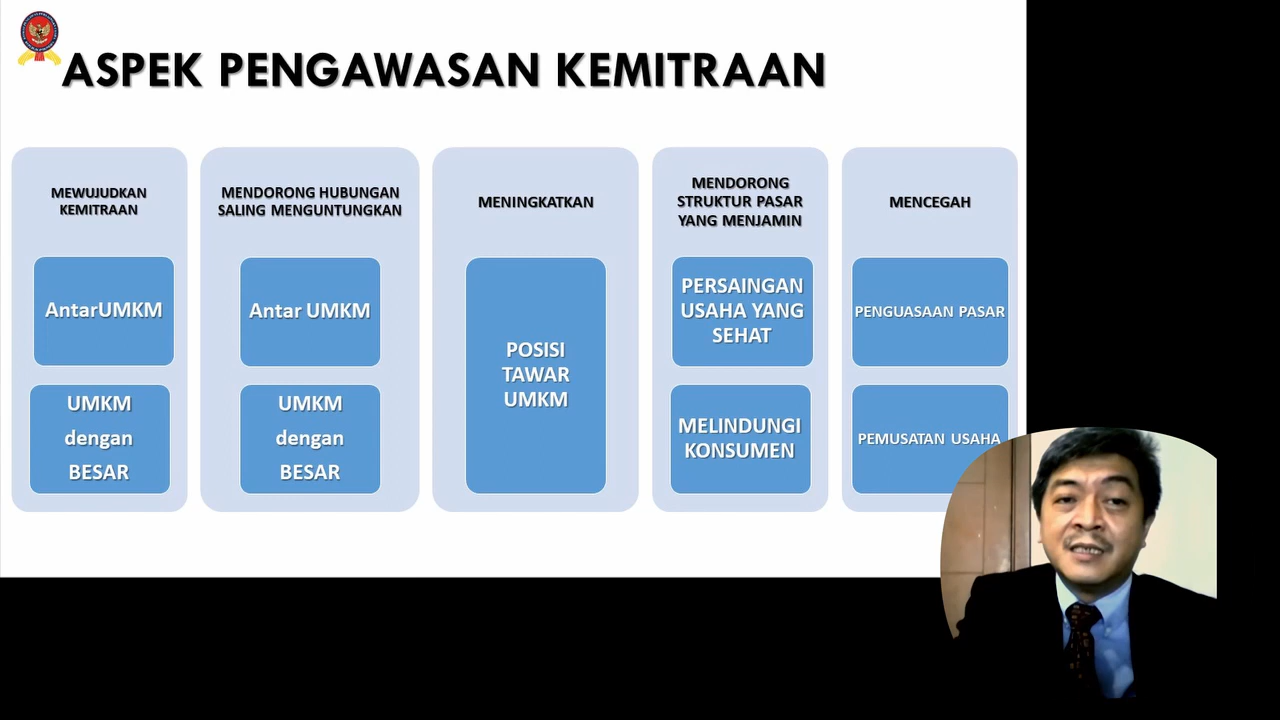 ASPEK PENGAWASAN KEMITRAAN
MEWUJUDKAN
KEMITRAAN
AntarUMKM
UMKM
dengan
BESAR
MENDORONG HUBUNGAN
SALING MENGUNTUNGKAN
Antar UMKM
UMKM
dengan
BESAR
MENINGKATKAN
POSISI
TAWAR
UMKM
MENDORONG
STRUKTUR PASAR
YANG MENJAMIN
PERSAINGAN
USAHA YANG
SEHAT
MELINDUNGI
KONSUMEN
MENCEGAH
PENGUASAAN PASAR
PEMUSATAN USAHA